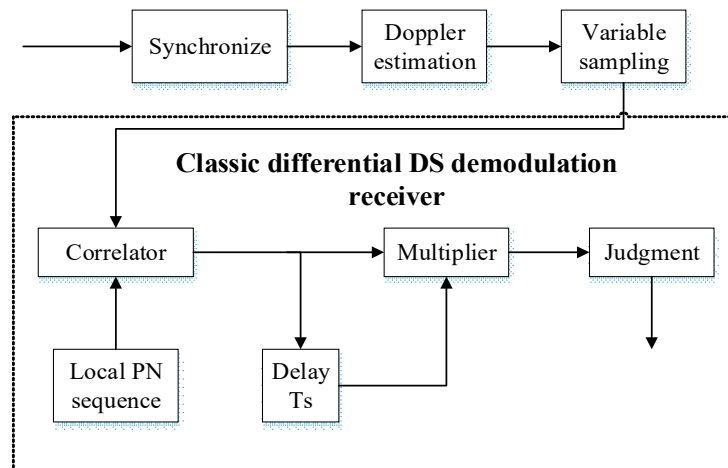 Synchronize
Doppler
estimation
Variable
sampling
Classic differential DS demodulation
receiver
Correlator
Multiplier
Judgment
Local PN
sequence
Delay
Ts